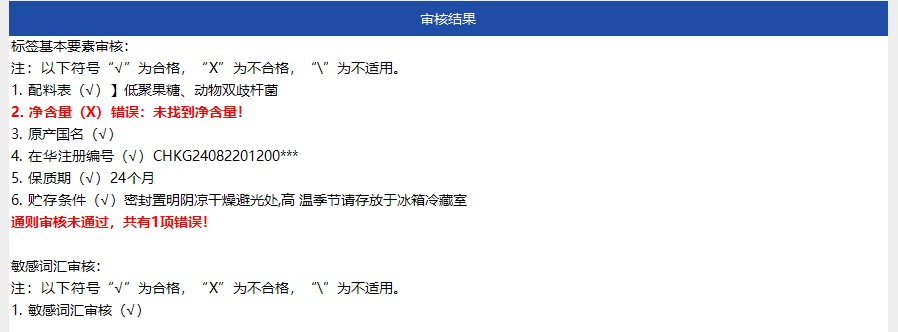 审核结果
标签基本要素审核：
注：以下符号“√”为合格，“X”为不合格，“\”为不适用。
1. 配料表（√）】低聚果糖、动物双歧杆菌
2. 净含量（X）错误：未找到净含量！
3. 原产国名（√）
4. 在华注册编号（√）CHKG24082201200***
5. 保质期（√）24个月
6. 贮存条件（√）密封置明阴凉干燥避光处,高 温季节请存放于冰箱冷藏室
通则审核未通过，共有1项错误！
敏感词汇审核：
注：以下符号“√”为合格，“X”为不合格，“\”为不适用。
1. 敏感词汇审核（√）